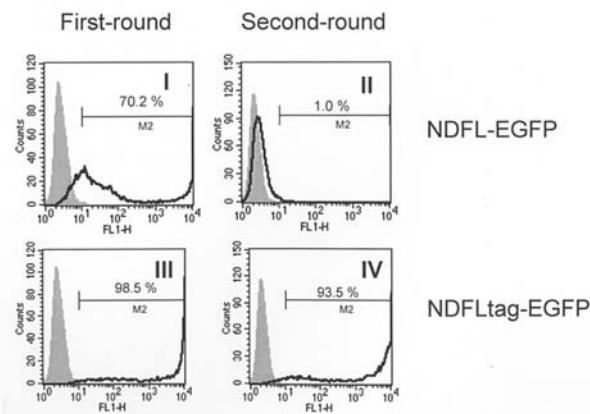 First-round Second-round
120
100
80
60
40
20
0
Counts
I
70.2 %
M2
10⁰ 10¹ 10² 10³ 10⁴
FL1-H
150
120
90
60
30
0
Counts
II
1.0 %
M2
10⁰ 10¹ 10² 10³ 10⁴
FL1-H
NDFL-EGFP
120
100
80
60
40
20
0
Counts
III
98.5 %
M2
10⁰ 10¹ 10² 10³ 10⁴
FL1-H
150
120
90
60
30
0
Counts
IV
93.5 %
M2
10⁰ 10¹ 10² 10³ 10⁴
FL1-H
NDFLtag-EGFP